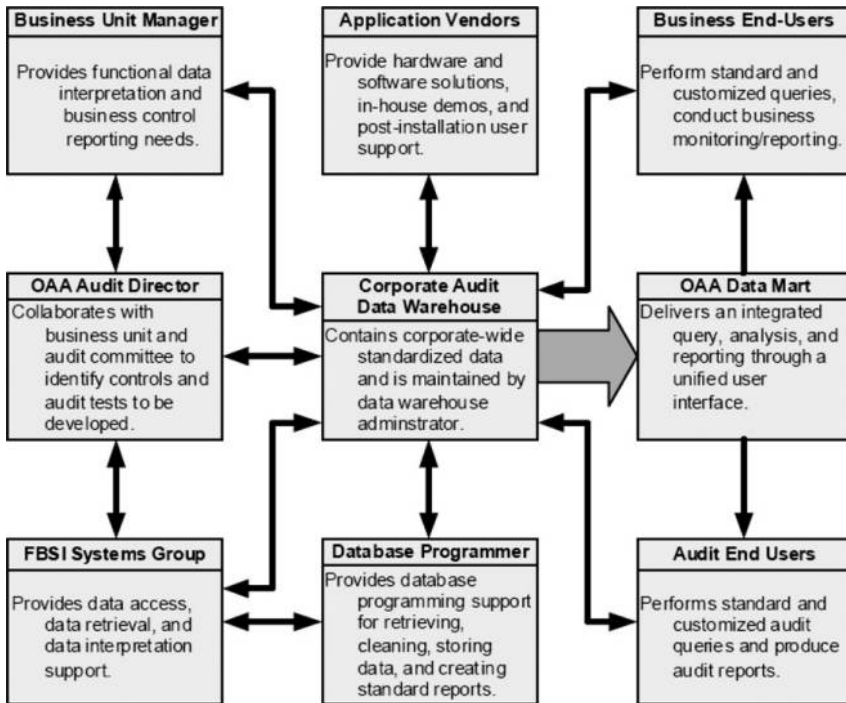 Business Unit Manager
Provides functional data
interpretation and
business control
reporting needs.
Application Vendors
Provide hardware and
software solutions,
in-house demos, and
post-installation user
support.
Business End-Users
Perform standard and
customized queries,
conduct business
monitoring/reporting.
OAA Audit Director
Collaborates with
business unit and
audit committee to
identify controls and
audit tests to be
developed.
Corporate Audit
Data Warehouse
Contains corporate-wide
standardized data
and is maintained by
data warehouse
adminstrator.
OAA Data Mart
Delivers an integrated
query, analysis, and
reporting through a
unified user
interface.
FBSI Systems Group
Provides data access,
data retrieval, and
data interpretation
support.
Database Programmer
Provides database
programming support
for retrieving,
cleaning, storing
data, and creating
standard reports.
Audit End Users
Performs standard and
customized audit
queries and produce
audit reports.